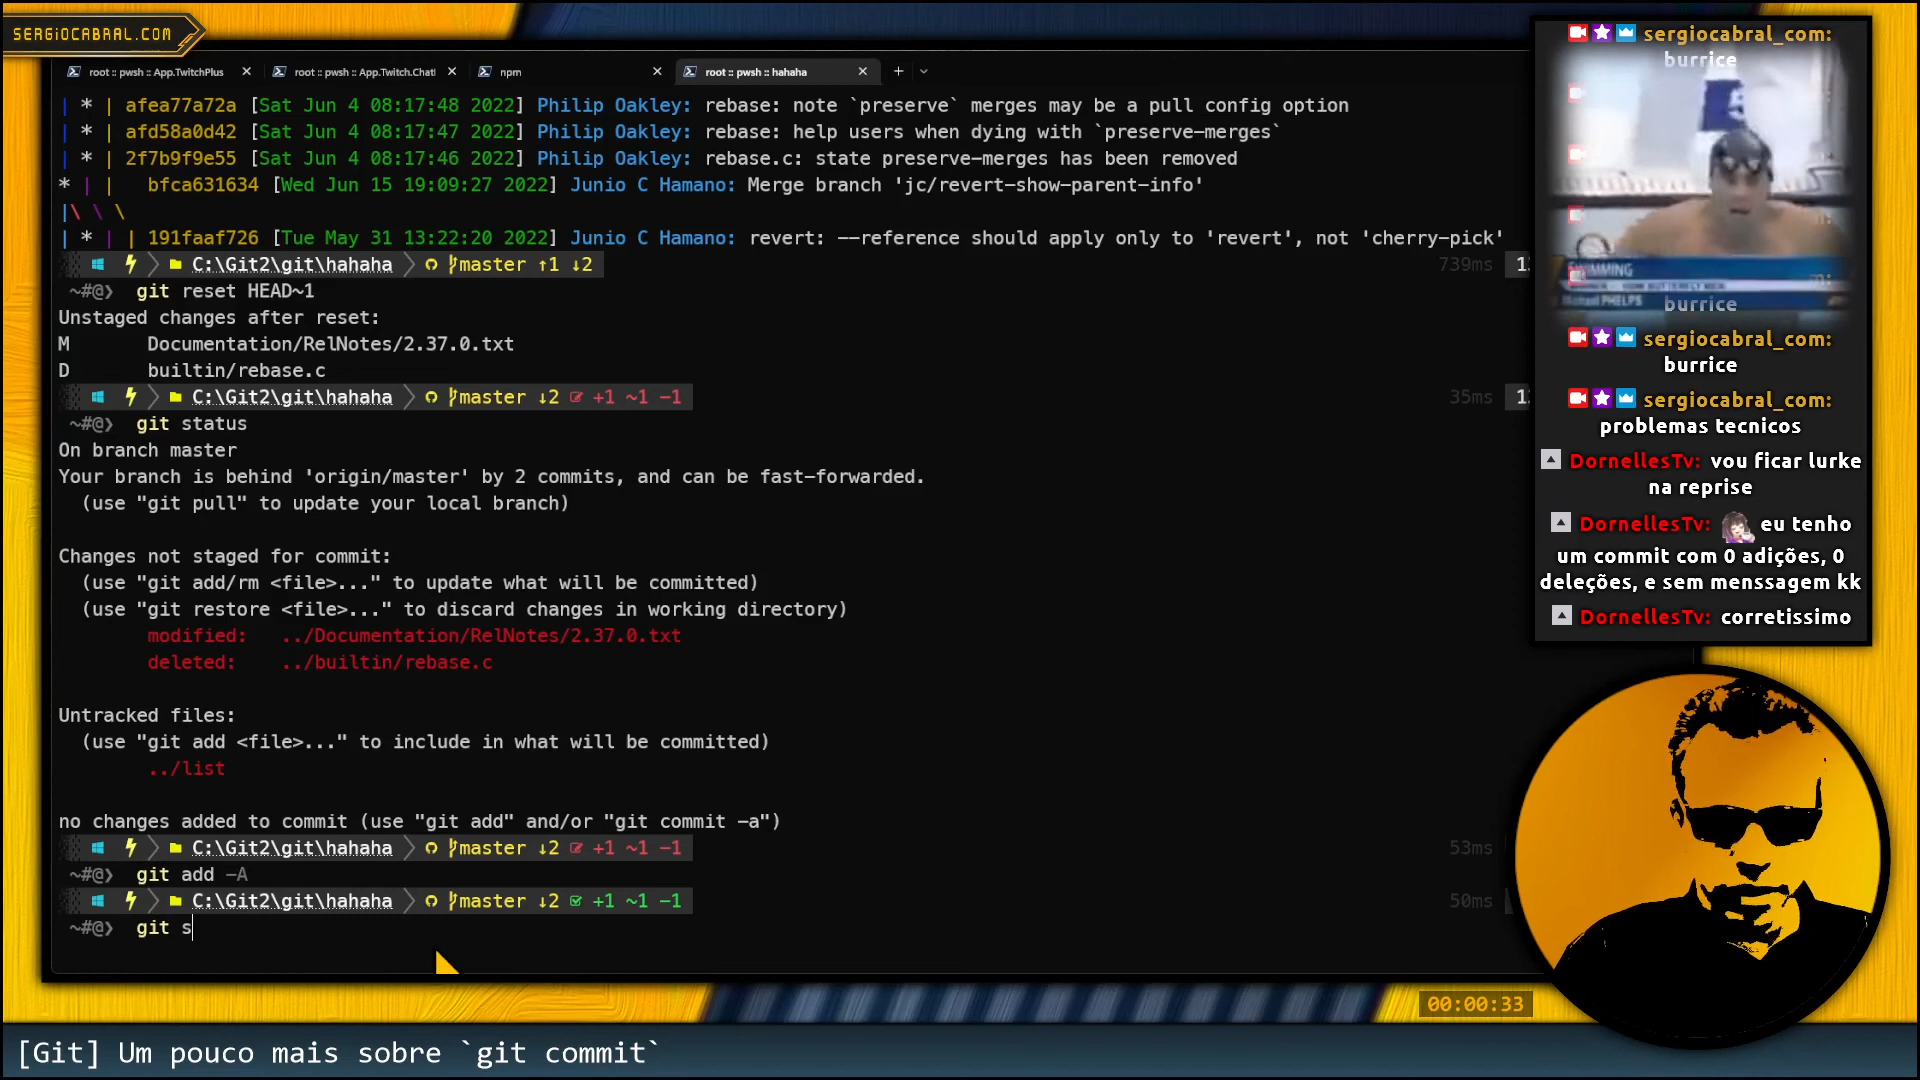 SERGIOCABRAL.COM
root :: pwsh :: App.TwitchPlus
root :: pwsh :: App.Twitch.Chatl
npm
root :: pwsh :: hahaha
| * | afea77a72a [Sat Jun 4 08:17:48 2022] Philip Oakley: rebase: note `preserve` merges may be a pull config option
| * | afd58a0d42 [Sat Jun 4 08:17:47 2022] Philip Oakley: rebase: help users when dying with `preserve-merges`
| * | 2f7b9f9e55 [Sat Jun 4 08:17:46 2022] Philip Oakley: rebase.c: state preserve-merges has been removed
* | | bfca631634 [Wed Jun 15 19:09:27 2022] Junio C Hamano: Merge branch 'jc/revert-show-parent-info'
|\ \ \
| * | | 191faaf726 [Tue May 31 13:22:20 2022] Junio C Hamano: revert: --reference should apply only to 'revert', not 'cherry-pick'
C:\Git2\git\hahaha master ↑1 ↓2 739ms
~#@❯ git reset HEAD~1
Unstaged changes after reset:
M Documentation/RelNotes/2.37.0.txt
D builtin/rebase.c
C:\Git2\git\hahaha master ↓2 +1 ~1 -1 35ms
~#@❯ git status
On branch master
Your branch is behind 'origin/master' by 2 commits, and can be fast-forwarded.
(use "git pull" to update your local branch)
Changes not staged for commit:
(use "git add/rm <file>..." to update what will be committed)
(use "git restore <file>..." to discard changes in working directory)
modified: ../Documentation/RelNotes/2.37.0.txt
deleted: ../builtin/rebase.c
Untracked files:
(use "git add <file>..." to include in what will be committed)
../list
no changes added to commit (use "git add" and/or "git commit -a")
C:\Git2\git\hahaha master ↓2 +1 ~1 -1 53ms
~#@❯ git add -A
C:\Git2\git\hahaha master ↓2 +1 ~1 -1 50ms
~#@❯ git s
sergiocabral_com:
burrice
SWIMMING
Michael PHELPS
burrice
sergiocabral_com:
burrice
sergiocabral_com:
problemas tecnicos
DornellesTv: vou ficar lurke
na reprise
DornellesTv: eu tenho
um commit com 0 adições, 0
deleções, e sem menssagem kk
DornellesTv: corretissimo
00:00:33
[Git] Um pouco mais sobre `git commit`